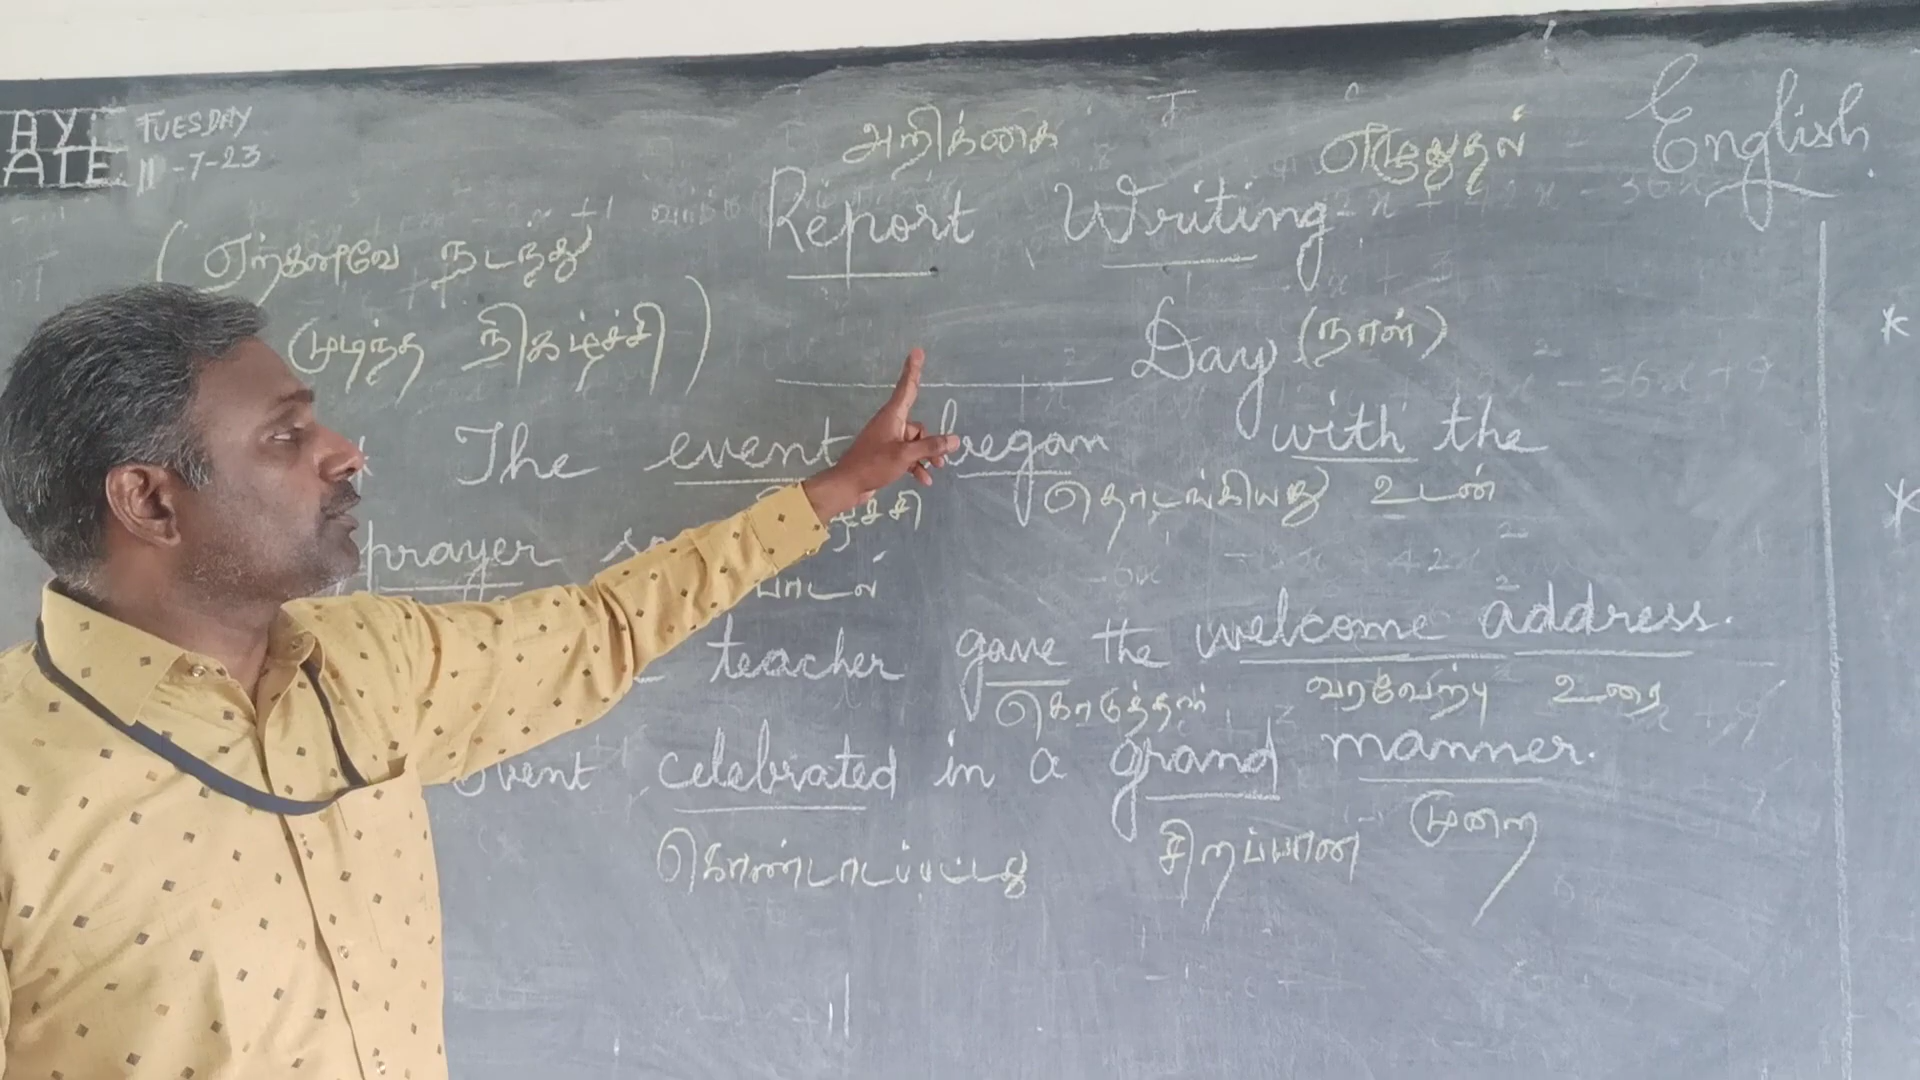 DAY: TUESDAY
DATE: 11-7-23
English
அறிக்கை எழுதுதல்
Report Writing
(ஏற்கனவே நடந்து
முடிந்த நிகழ்ச்சி)
Day (நாள்)
* The event began with the
தொடங்கியது உடன்
prayer
பாடல்
teacher gave the welcome address.
கொடுத்தார் வரவேற்பு உரை
event celebrated in a grand manner.
கொண்டாடப்பட்டது சிறப்பான முறை
*
*